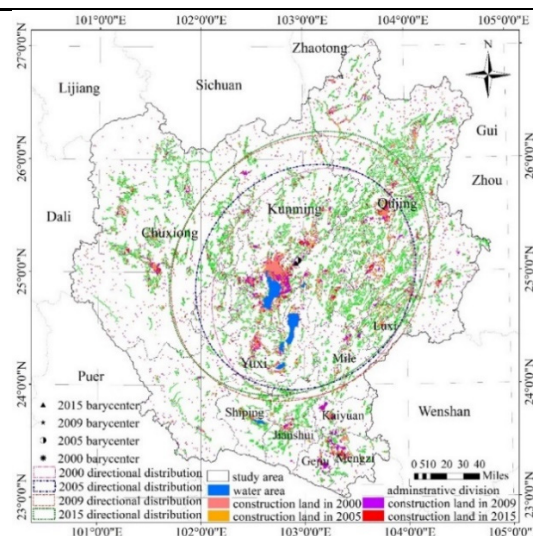 101°0'0"E 102°0'0"E 103°0'0"E 104°0'0"E 105°0'0"E
27°0'0"N 27°0'0"N
Zhaotong
N
Lijiang Sichuan
Gui
26°0'0"N 26°0'0"N
Zhou
Kunming Qujing
Dali
Chuxiong
25°0'0"N 25°0'0"N
Luxi
Yuxi Mile
Puer
24°0'0"N 24°0'0"N
Shiping Kaiyuan Wenshan
Jianshui
Gejiu Mengzi
2015 barycenter
2009 barycenter
2005 barycenter
2000 barycenter
0 5 10 20 30 40
Miles
2000 directional distribution
2005 directional distribution
2009 directional distribution
2015 directional distribution
study area
water area
construction land in 2000
construction land in 2005
adminstrative division
construction land in 2009
construction land in 2015
23°0'0"N 23°0'0"N
101°0'0"E 102°0'0"E 103°0'0"E 104°0'0"E 105°0'0"E